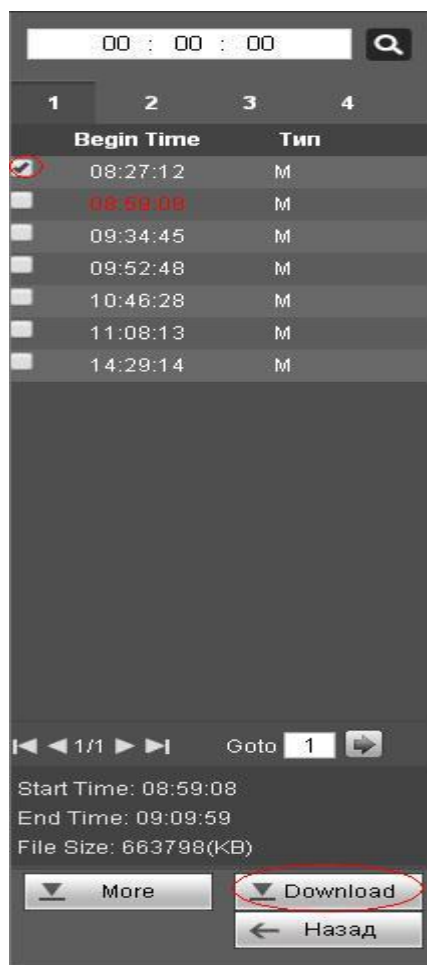 00 : 00 : 00
1 2 3 4
Begin Time Тип
08:27:12 M
08:59:08 M
09:34:45 M
09:52:48 M
10:46:28 M
11:08:13 M
14:29:14 M
1/1 Goto 1
Start Time: 08:59:08
End Time: 09:09:59
File Size: 663798(KB)
More Download
Назад